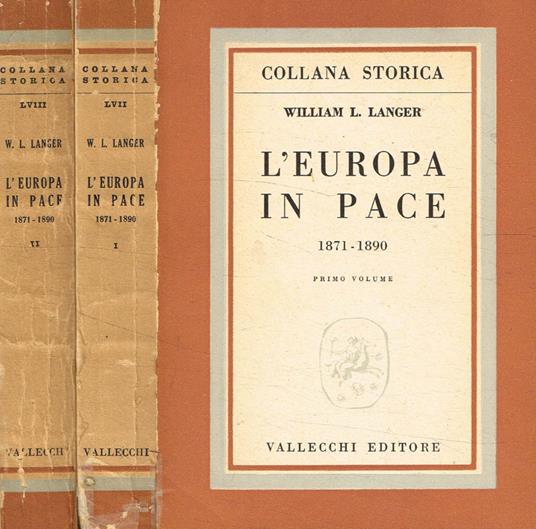 COLLANA
STORICA
LVIII
W. L. LANGER
L'EUROPA
IN PACE
1871-1890
VALLECCHI
COLLANA
STORICA
LVII
W. L. LANGER
L'EUROPA
IN PACE
1871-1890
I
VALLECCHI
COLLANA STORICA
WILLIAM L. LANGER
L'EUROPA
IN PACE
1871-1890
PRIMO VOLUME
VALLECCHI EDITORE